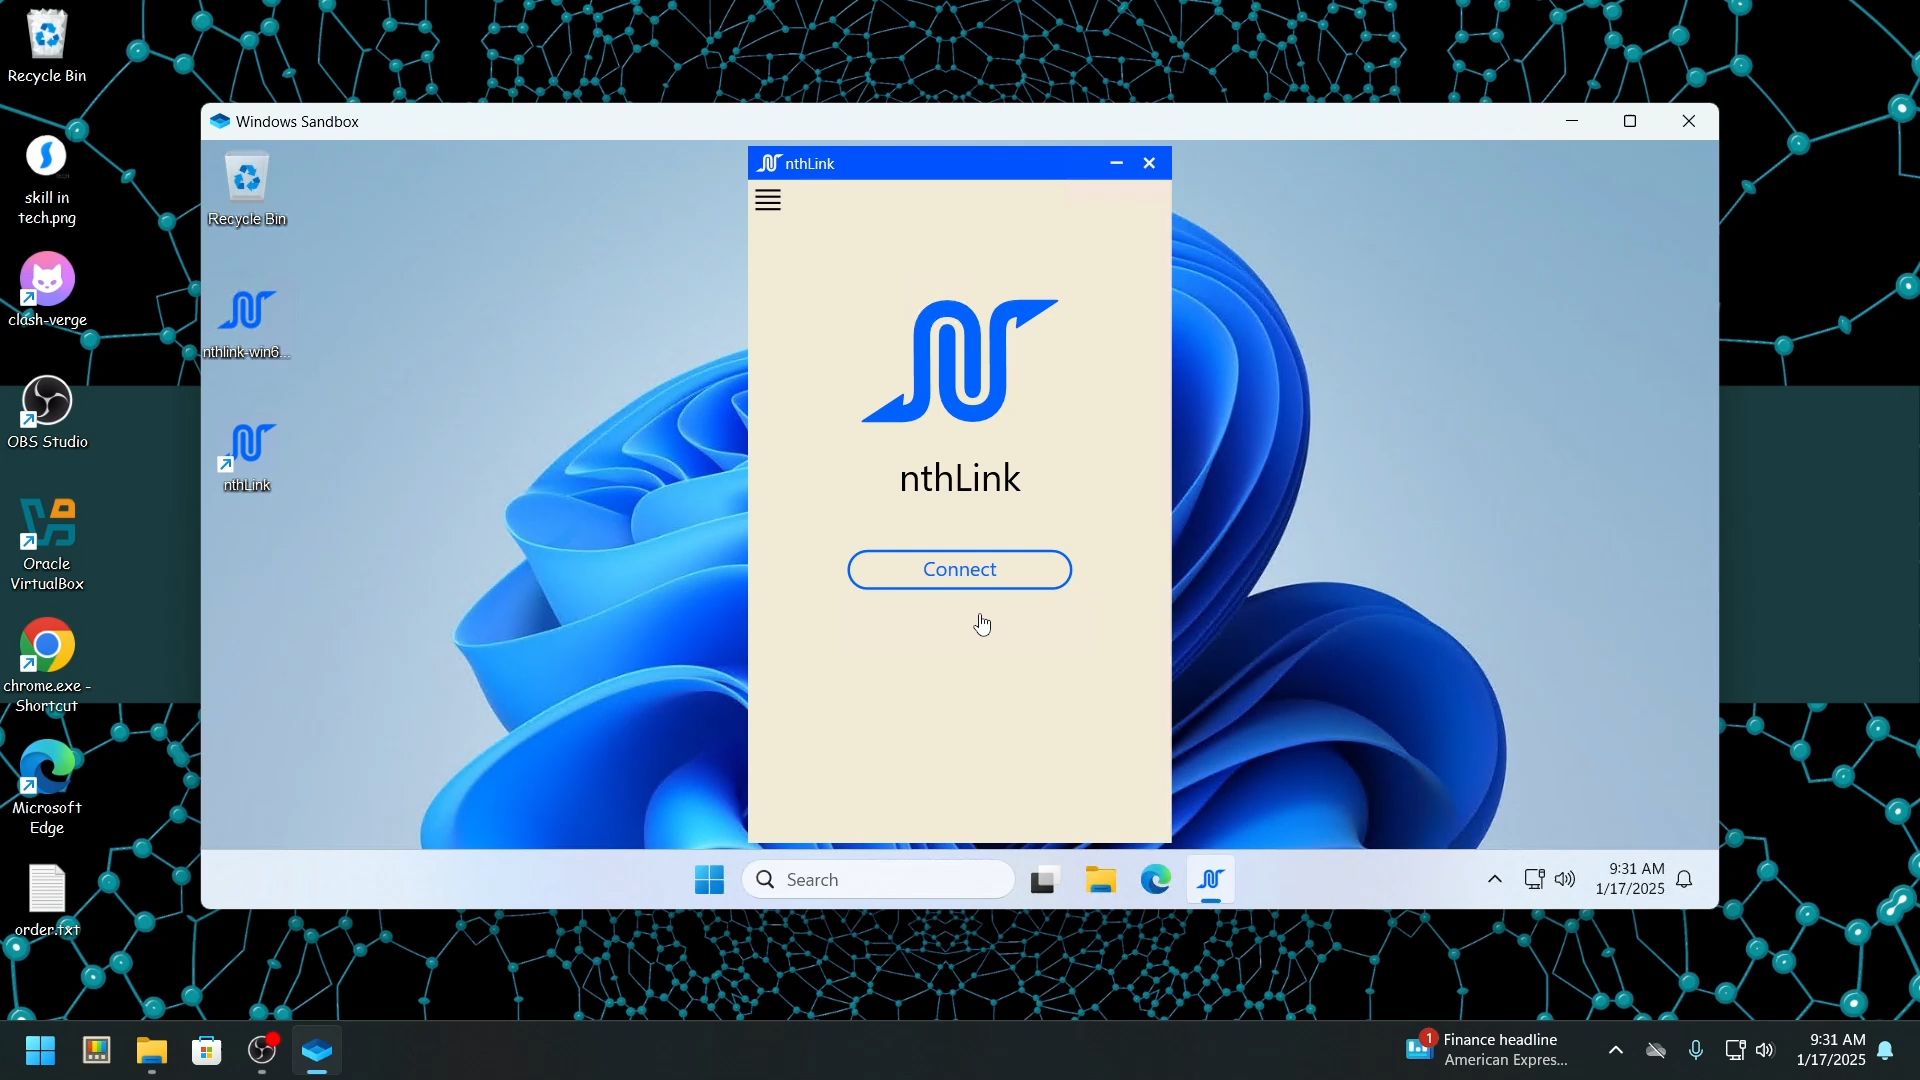 Recycle Bin
skill in
tech.png
clash-verge
OBS Studio
Oracle
VirtualBox
chrome.exe -
Shortcut
Microsoft
Edge
order.txt
Windows Sandbox
Recycle Bin
nthlink-win6...
nthLink
nthLink
nthLink
Connect
Search
9:31 AM
1/17/2025
1
Finance headline
American Expres...
9:31 AM
1/17/2025